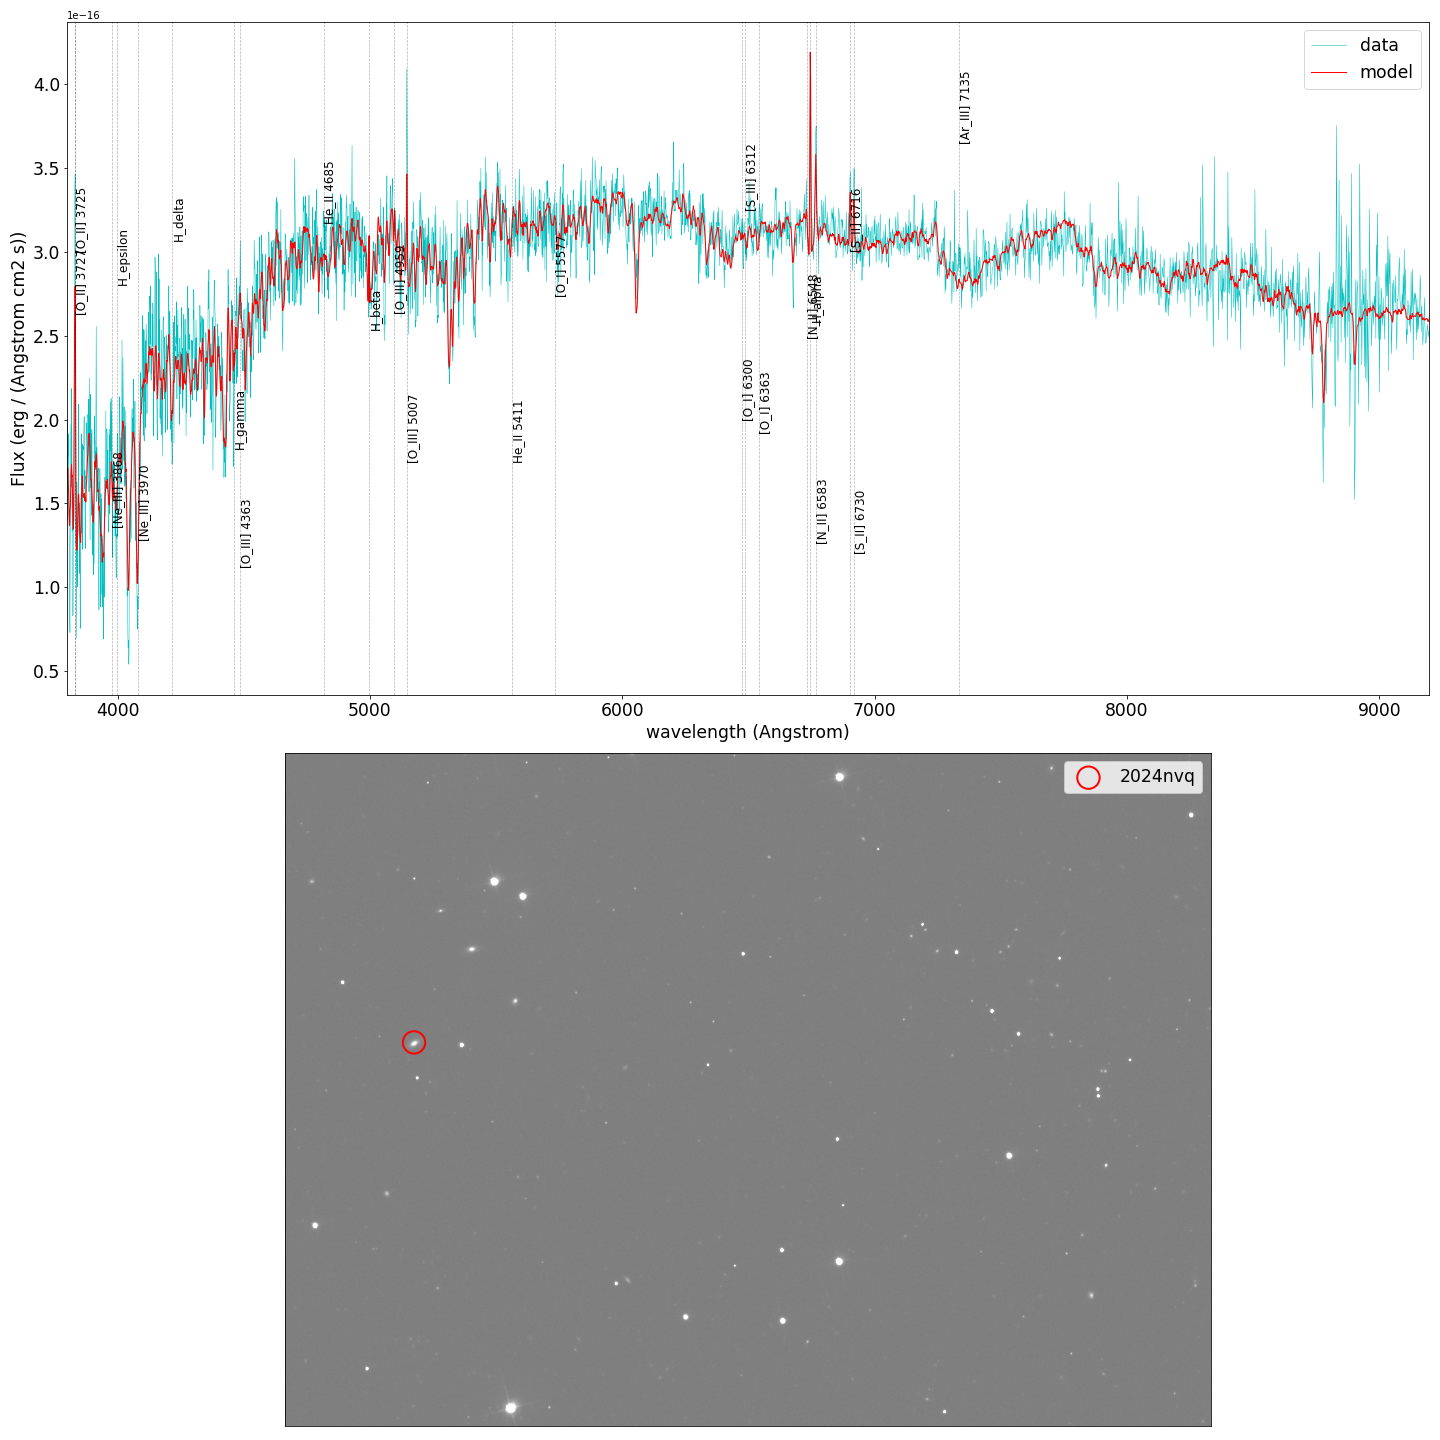 1e−16
Flux (erg / (Angstrom cm2 s))
4.0
3.5
3.0
2.5
2.0
1.5
1.0
0.5
data
model
[O_II] 3725
[O_II] 3727
[Ne_III] 3868
H_epsilon
[Ne_III] 3970
H_delta
H_gamma
[O_III] 4363
He_II 4685
H_beta
[O_III] 4959
[O_III] 5007
He_II 5411
[O_I] 5577
[O_I] 6300
[S_III] 6312
[O_I] 6363
[N_II] 6548
H_alpha
[N_II] 6583
[S_II] 6716
[S_II] 6730
[Ar_III] 7135
4000
5000
6000
7000
8000
9000
wavelength (Angstrom)
2024nvq